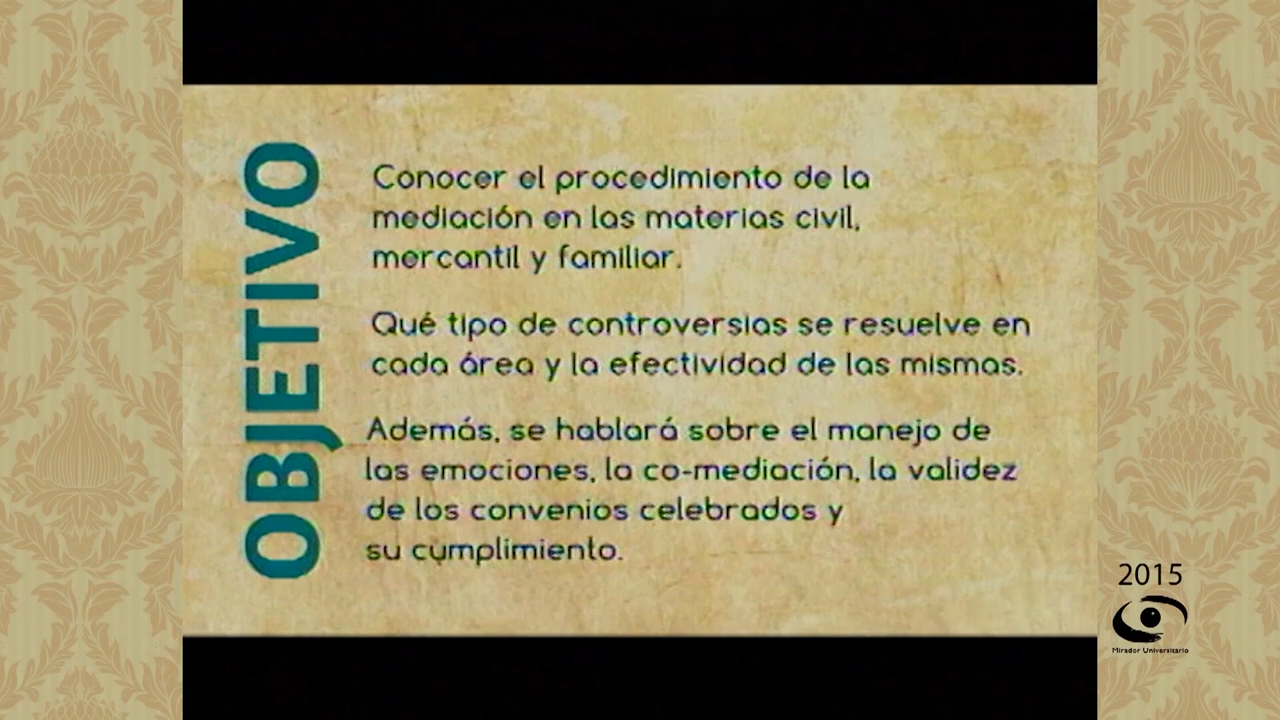 OBJETIVO
Conocer el procedimiento de la
mediación en las materias civil,
mercantil y familiar.
Qué tipo de controversias se resuelve en
cada área y la efectividad de las mismas.
Además, se hablará sobre el manejo de
las emociones, la co-mediación, la validez
de los convenios celebrados y
su cumplimiento.
2015
Mirador Universitario